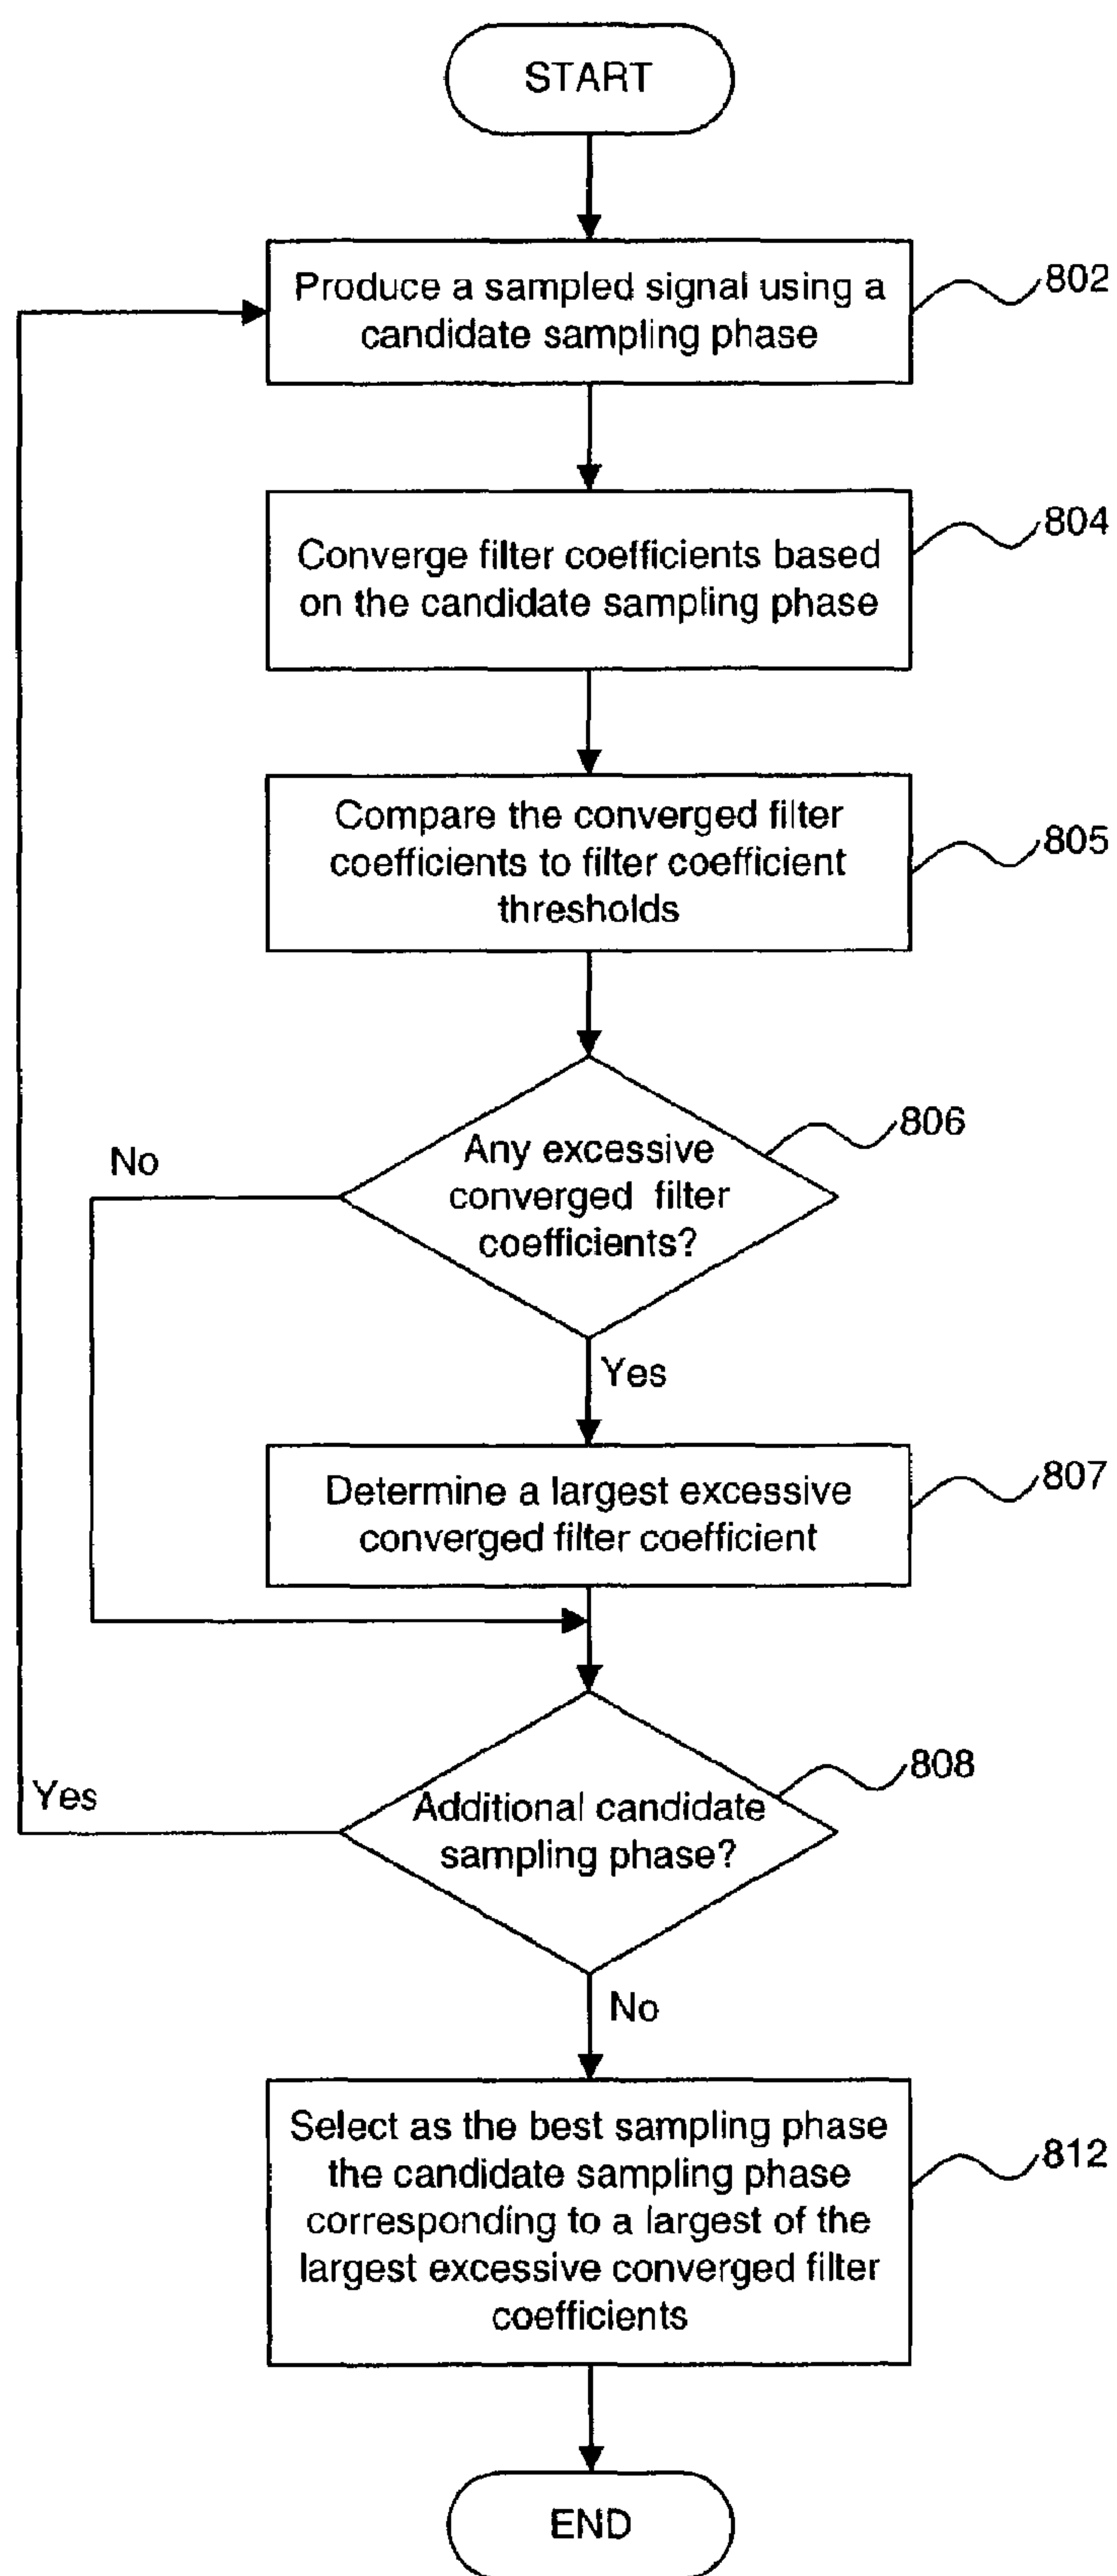 START
Produce a sampled signal using a
candidate sampling phase
802
Converge filter coefficients based
on the candidate sampling phase
804
Compare the converged filter
coefficients to filter coefficient
thresholds
805
Any excessive
converged filter
coefficients?
806
No
Yes
Determine a largest excessive
converged filter coefficient
807
Additional candidate
sampling phase?
808
Yes
No
Select as the best sampling phase
the candidate sampling phase
corresponding to a largest of the
largest excessive converged filter
coefficients
812
END